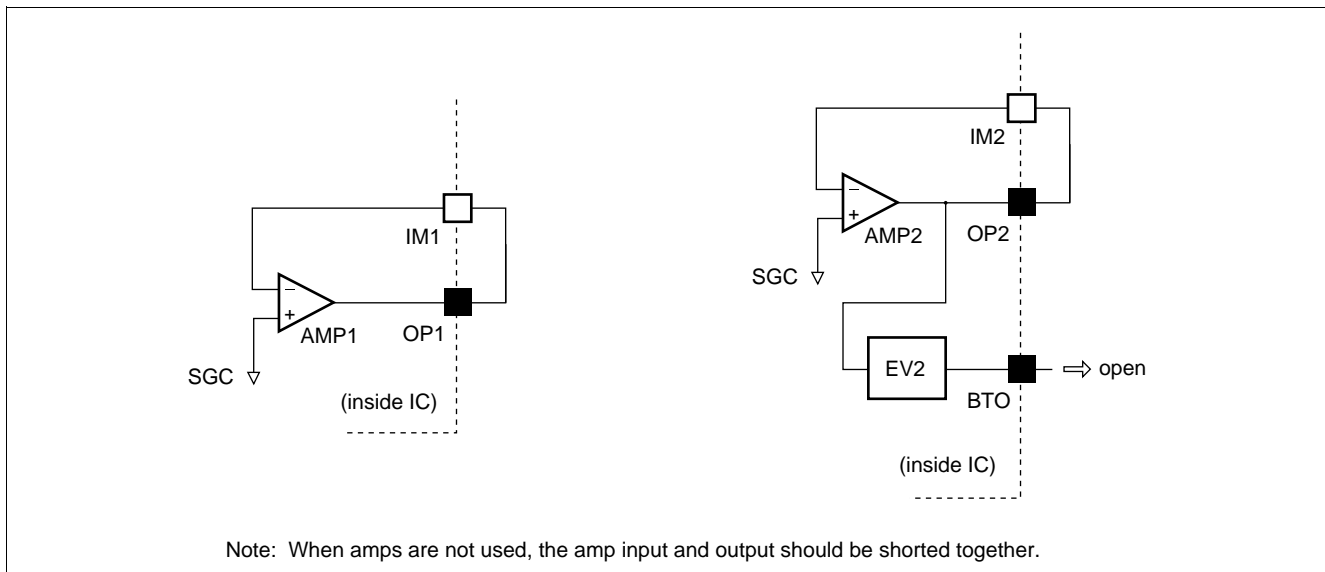 IM1
−
+
AMP1
OP1
SGC
(inside IC)
IM2
−
+
AMP2
OP2
SGC
EV2
open
BTO
(inside IC)
Note: When amps are not used, the amp input and output should be shorted together.